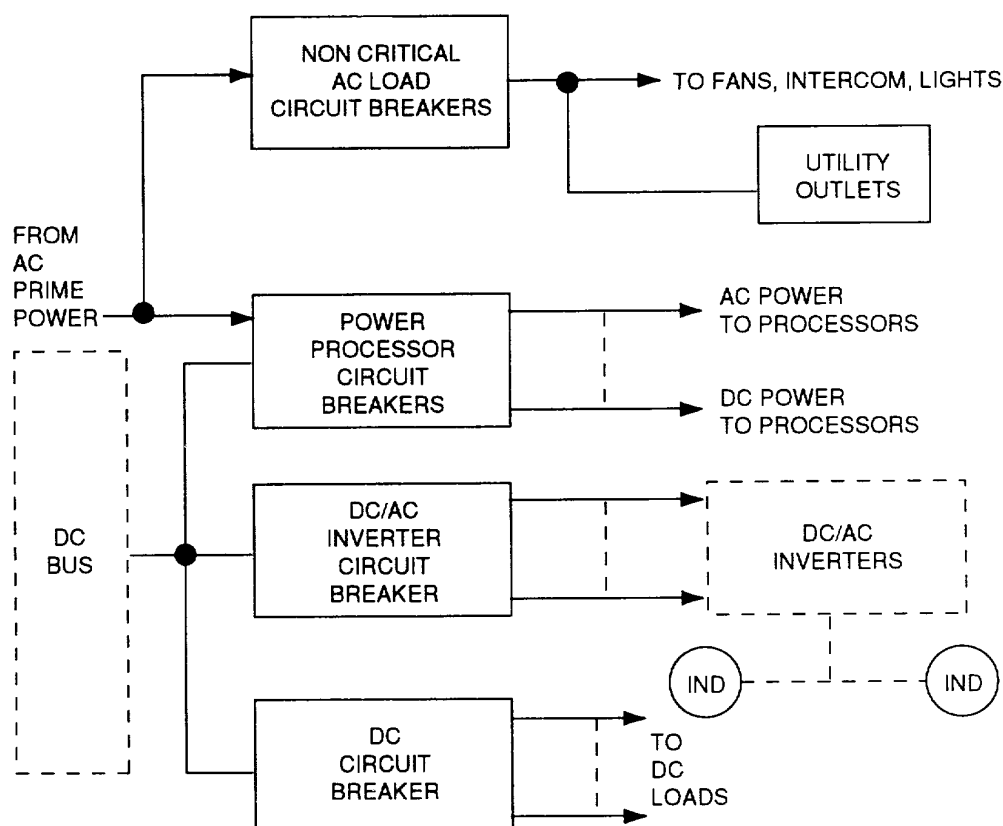 NON CRITICAL
AC LOAD
CIRCUIT BREAKERS
TO FANS, INTERCOM, LIGHTS
UTILITY
OUTLETS
FROM
AC
PRIME
POWER
POWER
PROCESSOR
CIRCUIT
BREAKERS
AC POWER
TO PROCESSORS
DC POWER
TO PROCESSORS
DC
BUS
DC/AC
INVERTER
CIRCUIT
BREAKER
DC/AC
INVERTERS
IND
IND
DC
CIRCUIT
BREAKER
TO
DC
LOADS